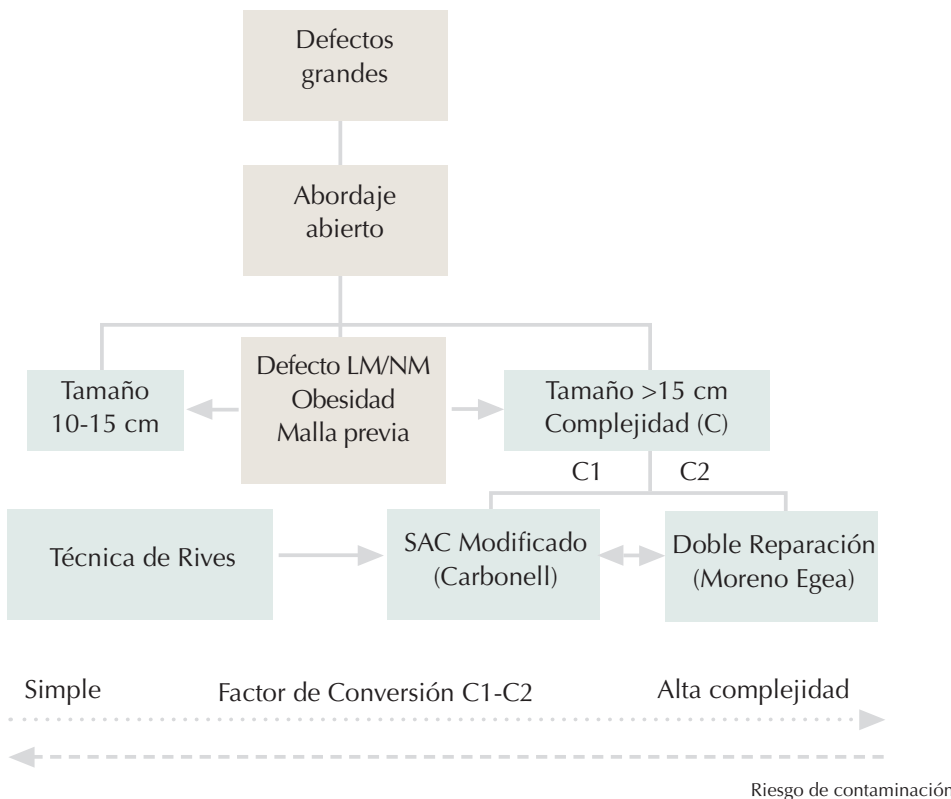 Defectos
grandes
Abordaje
abierto
Tamaño
10-15 cm
Defecto LM/NM
Obesidad
Malla previa
Tamaño >15 cm
Complejidad (C)
C1
C2
Técnica de Rives
SAC Modificado
(Carbonell)
Doble Reparación
(Moreno Egea)
Simple
Factor de Conversión C1-C2
Alta complejidad
Riesgo de contaminación